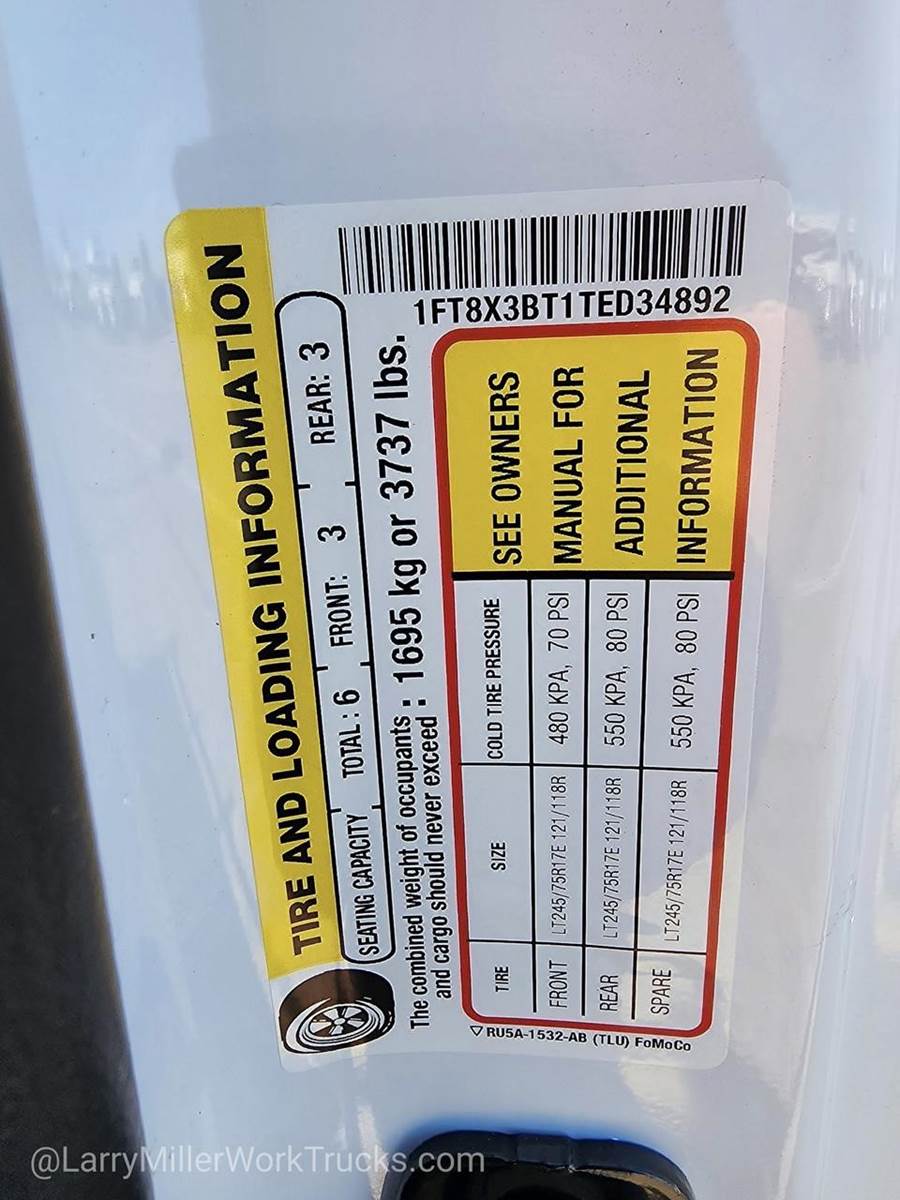 TIRE AND LOADING INFORMATION
SEATING CAPACITY TOTAL: 6 FRONT: 3 REAR: 3
The combined weight of occupants
and cargo should never exceed : 1695 kg or 3737 lbs.
TIRE SIZE COLD TIRE PRESSURE
FRONT LT245/75R17E 121/118R 480 KPA, 70 PSI
REAR LT245/75R17E 121/118R 550 KPA, 80 PSI
SPARE LT245/75R17E 121/118R 550 KPA, 80 PSI
SEE OWNERS
MANUAL FOR
ADDITIONAL
INFORMATION
RU5A-1532-AB (TLU) FoMoCo
1FT8X3BT1TED34892
@LarryMillerWorkTrucks.com